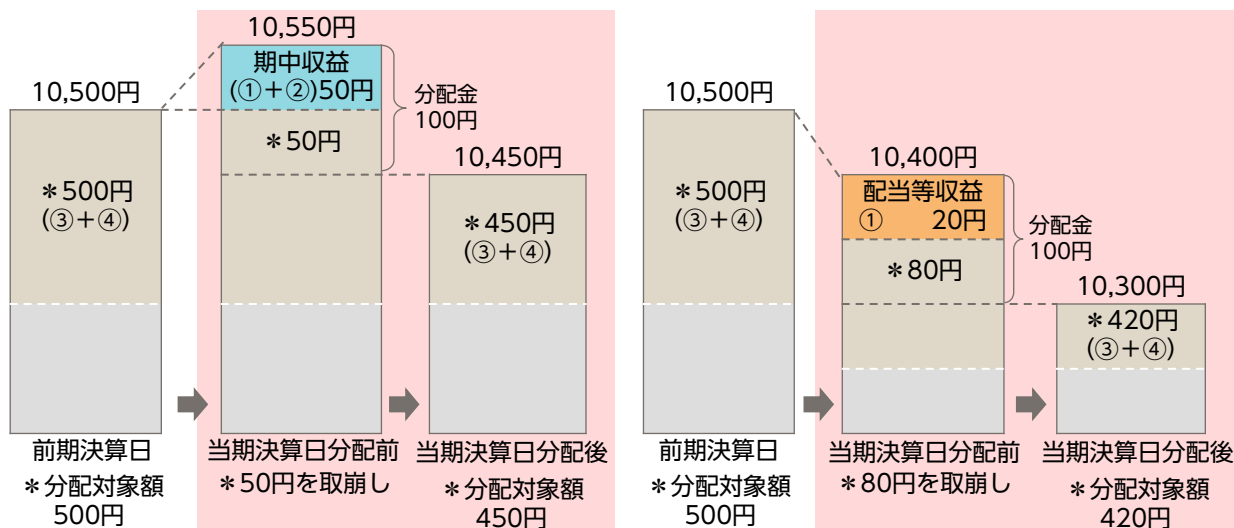 10,550円
期中収益
(①+②)50円
10,500円
分配金
100円
*50円
10,450円
*500円
(③+④)
*450円
(③+④)
前期決算日
当期決算日分配前
当期決算日分配後
*分配対象額
500円
*50円を取崩し
*分配対象額
450円
10,500円
10,400円
*500円
(③+④)
配当等収益
① 20円
分配金
100円
*80円
10,300円
*420円
(③+④)
前期決算日
当期決算日分配前
当期決算日分配後
*分配対象額
500円
*80円を取崩し
*分配対象額
420円